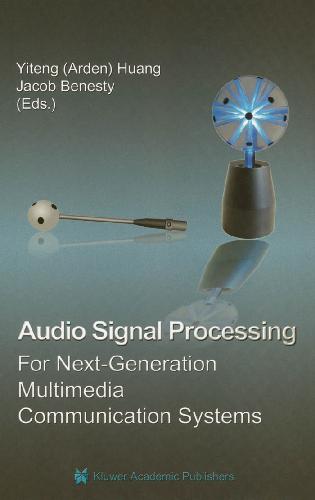 Yiteng (Arden) Huang
Jacob Benesty
(Eds.)
Audio Signal Processing
For Next-Generation
Multimedia
Communication Systems
Kluwer Academic Publishers